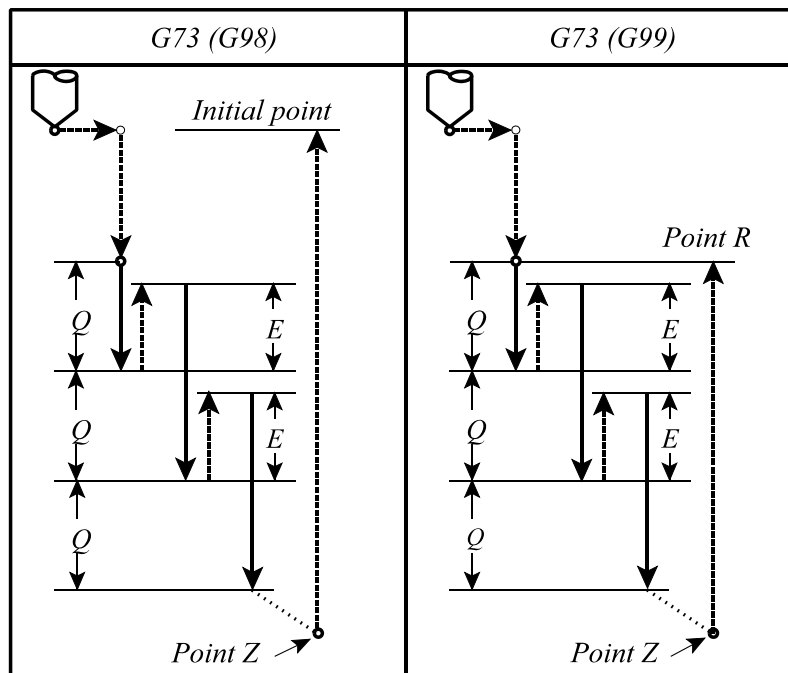 G73 (G98)
G73 (G99)
Initial point
Q
E
Q
E
Q
Point Z
Point R
Q
E
Q
E
Q
Point Z